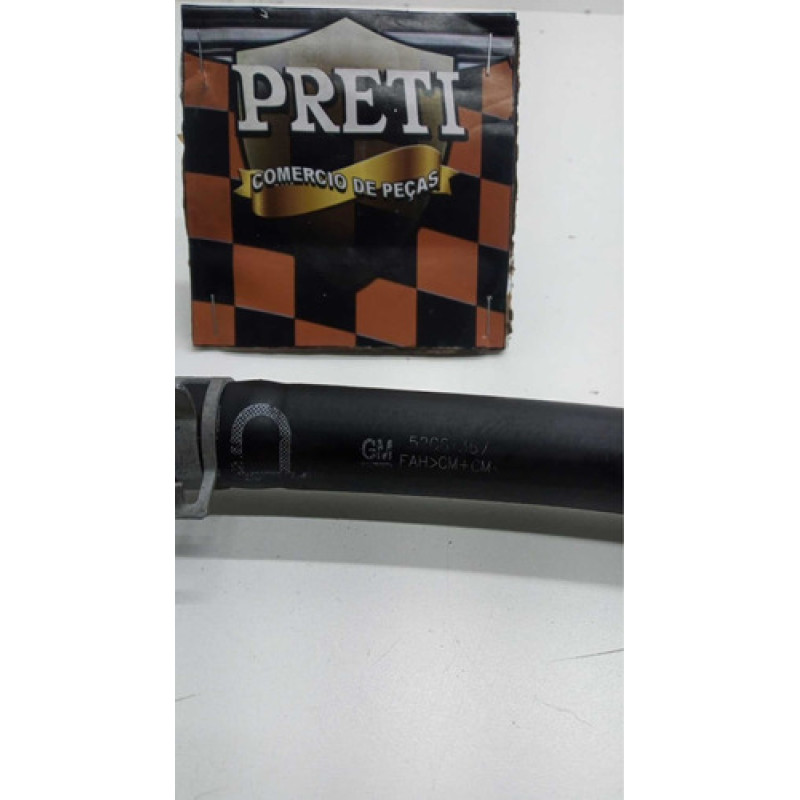 PRETI
COMERCIO DE PEÇAS
GM
FAH>CM+CM